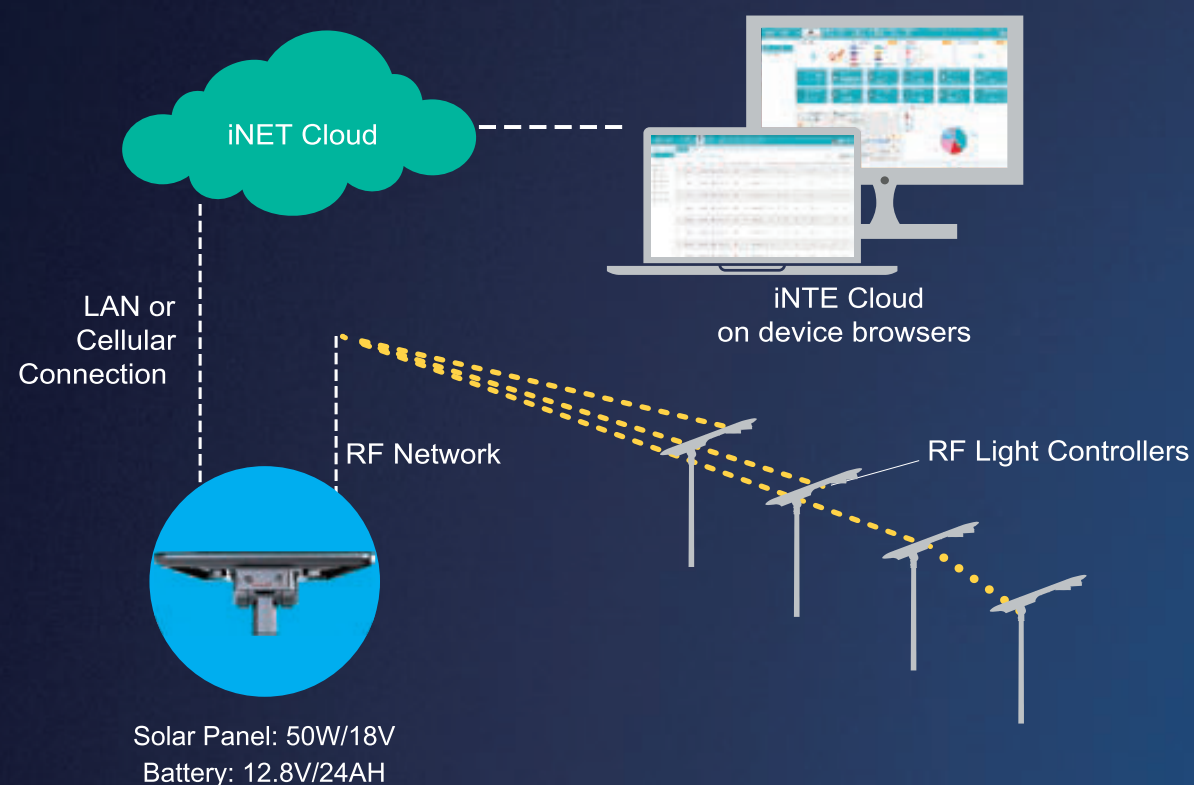 iNET Cloud
LAN or
Cellular
Connection
iNTE Cloud
on device browsers
RF Network
RF Light Controllers
Solar Panel: 50W/18V
Battery: 12.8V/24AH